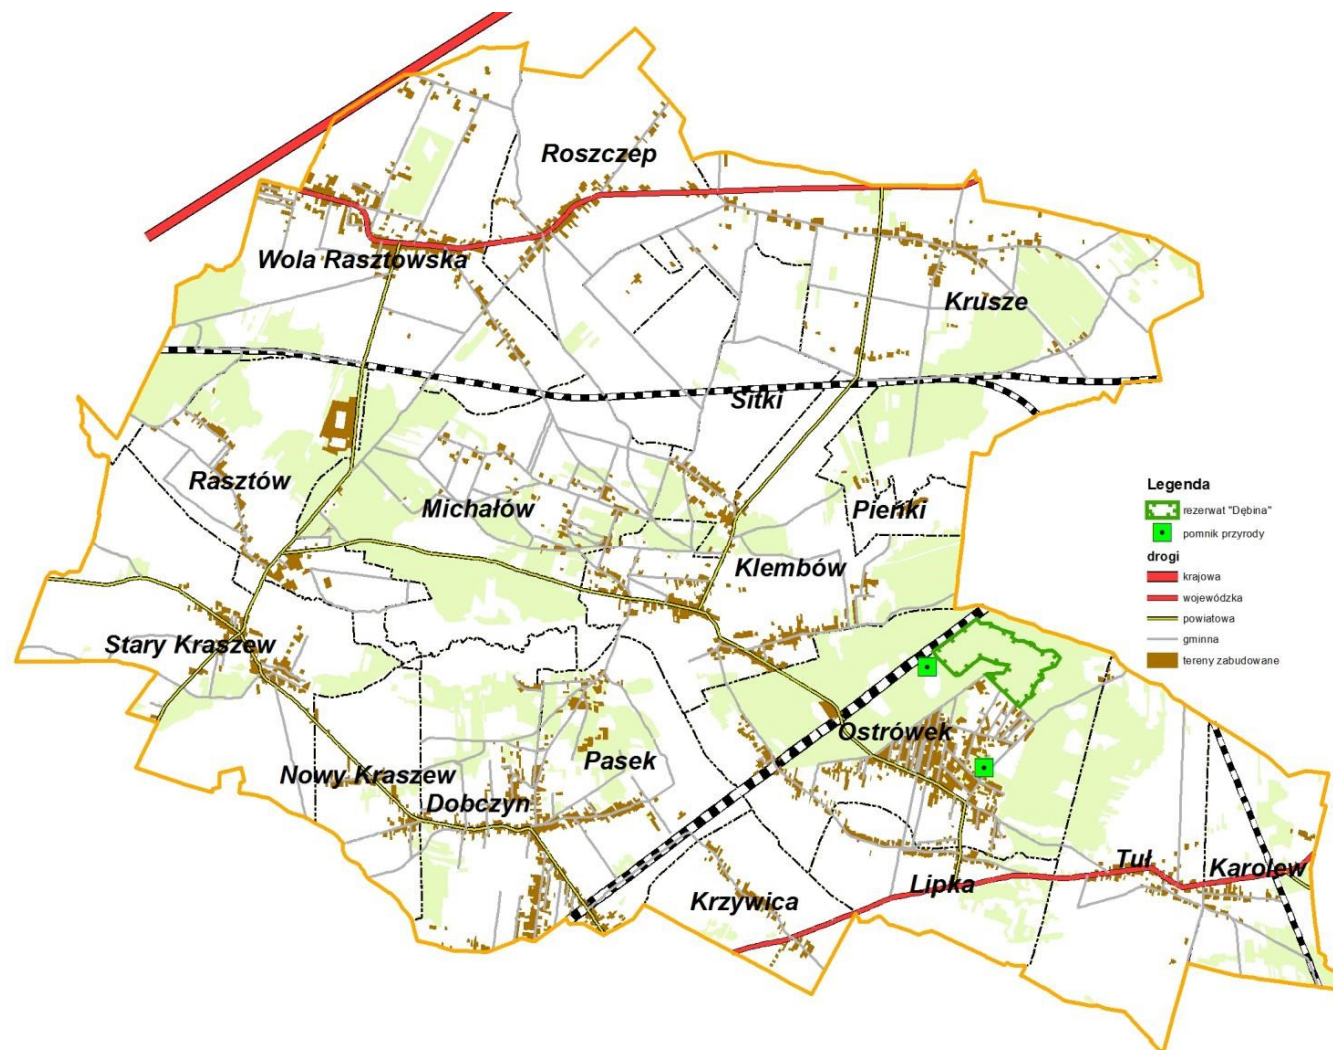 Roszczep
Wola Rasztowska
Krusze
Sitki
Rasztów
Michałów
Pieńki
Klembów
Stary Kraszew
Ostrówek
Pasek
Nowy Kraszew
Dobczyn
Tuł
Karolew
Lipka
Krzywica
Legenda
rezerwat "Dębina"
pomnik przyrody
drogi
krajowa
wojewódzka
powiatowa
gminna
tereny zabudowane